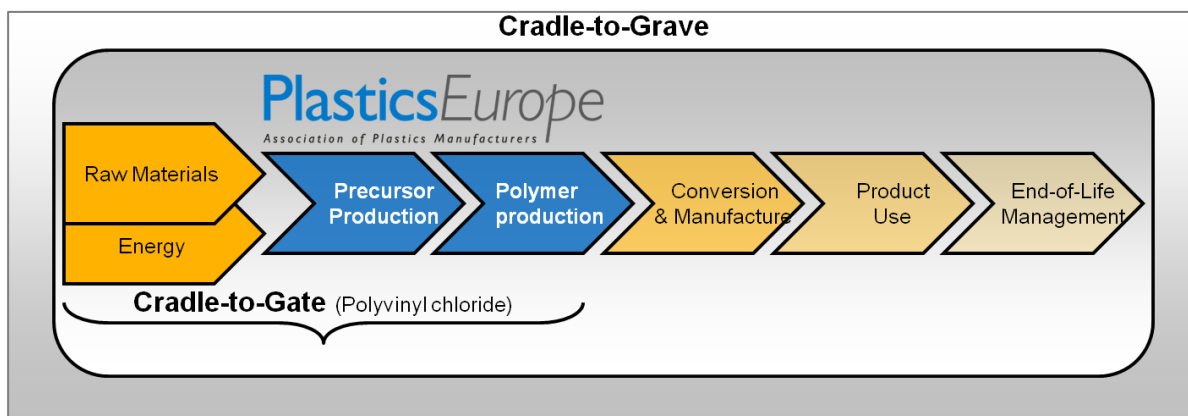 Cradle-to-Grave
PlasticsEurope
Association of Plastics Manufacturers
Raw Materials
Energy
Precursor
Production
Polymer
production
Conversion
& Manufacture
Product
Use
End-of-Life
Management
Cradle-to-Gate (Polyvinyl chloride)